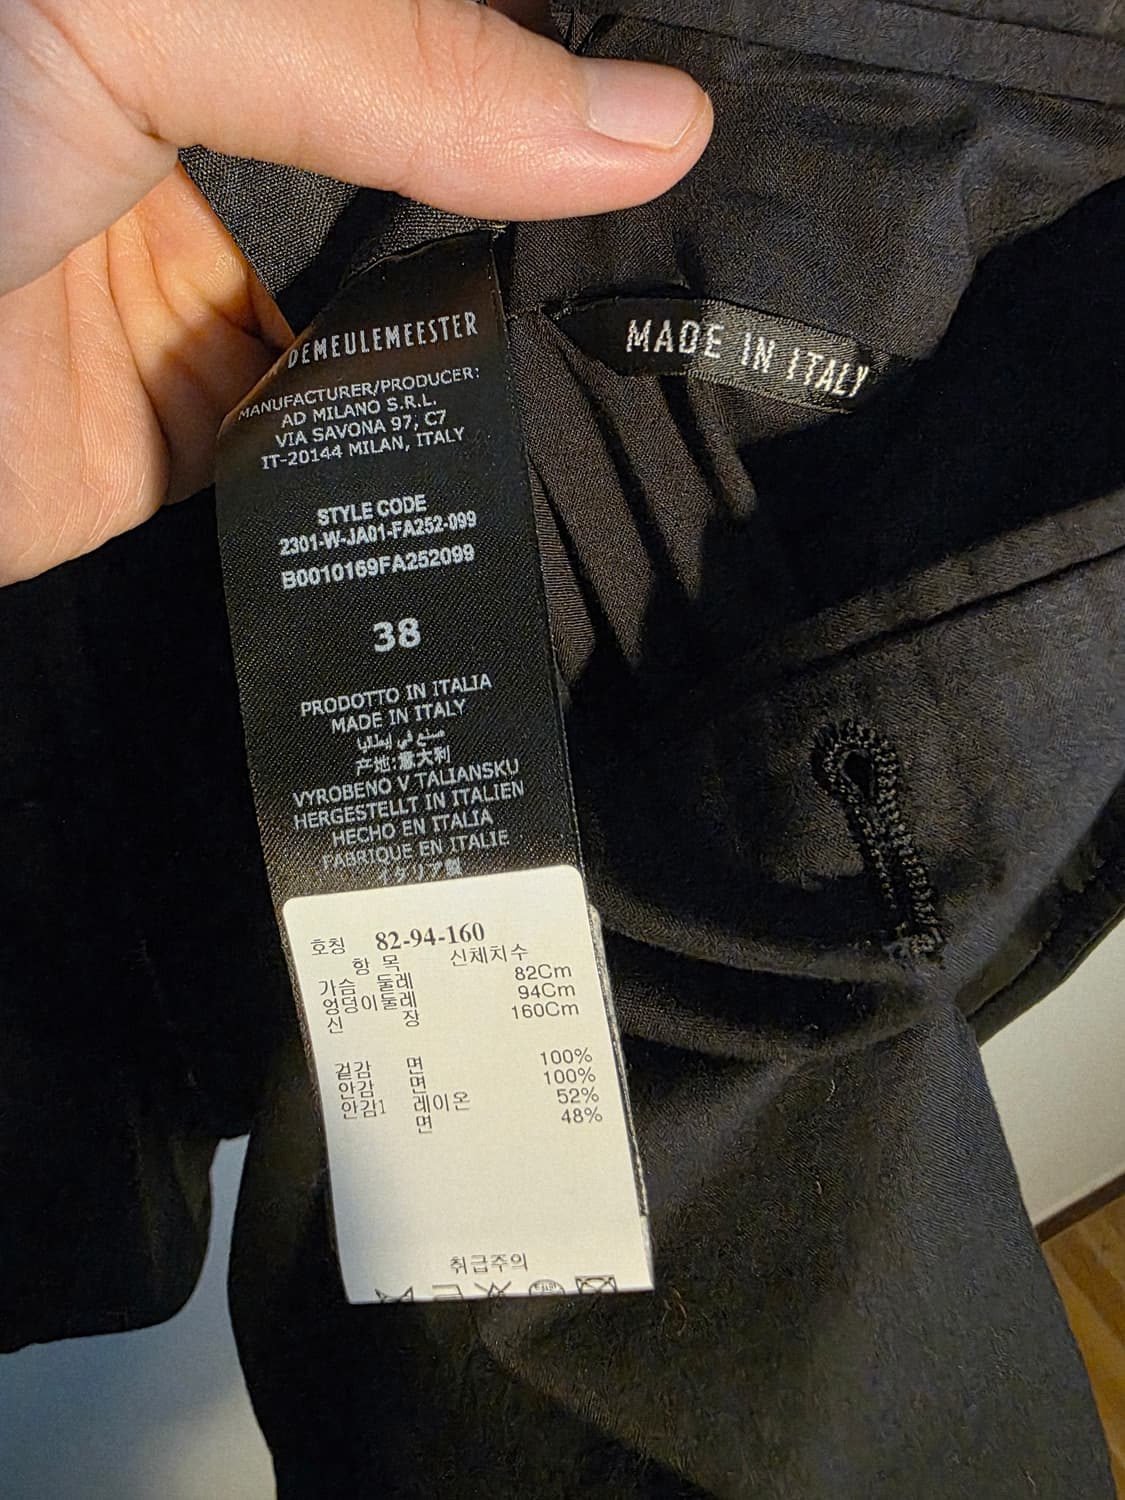 DEMEULEMEESTER
MANUFACTURER/PRODUCER:
AD MILANO S.R.L.
VIA SAVONA 97, C7
IT-20144 MILAN, ITALY
STYLE CODE
2301-W-JA01-FA252-099
B0010169FA252099
38
PRODOTTO IN ITALIA
MADE IN ITALY
صنع في إيطاليا
产地:意大利
VYROBENO V TALIANSKU
HERGESTELLT IN ITALIEN
HECHO EN ITALIA
FABRIQUE EN ITALIE
イタリア製
MADE IN ITALY
호칭 82-94-160
항 목 신체치수
가슴 둘레 82Cm
엉덩이둘레 94Cm
신 장 160Cm
겉감 면 100%
안감 면 100%
안감1 레이온 52%
면 48%
취급주의